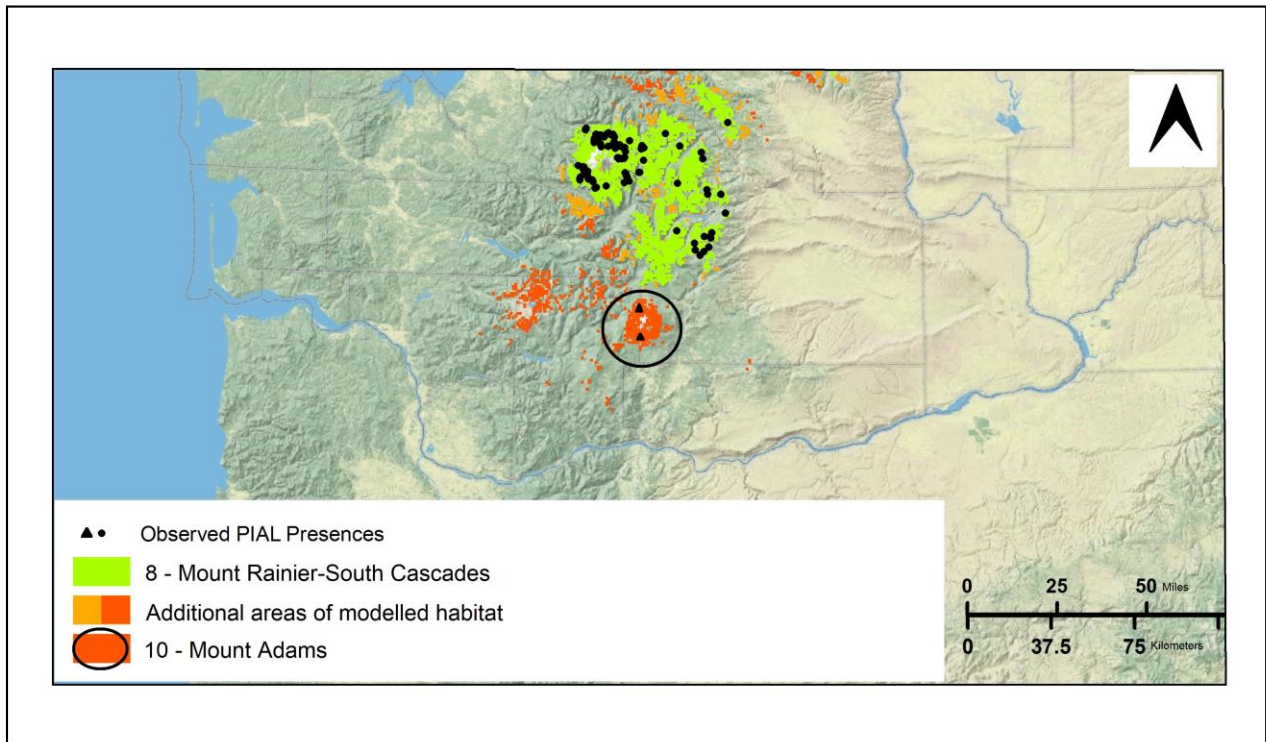 Observed PIAL Presences
8 - Mount Rainier-South Cascades
Additional areas of modelled habitat
10 - Mount Adams
0 25 50 Miles
0 37.5 75 Kilometers